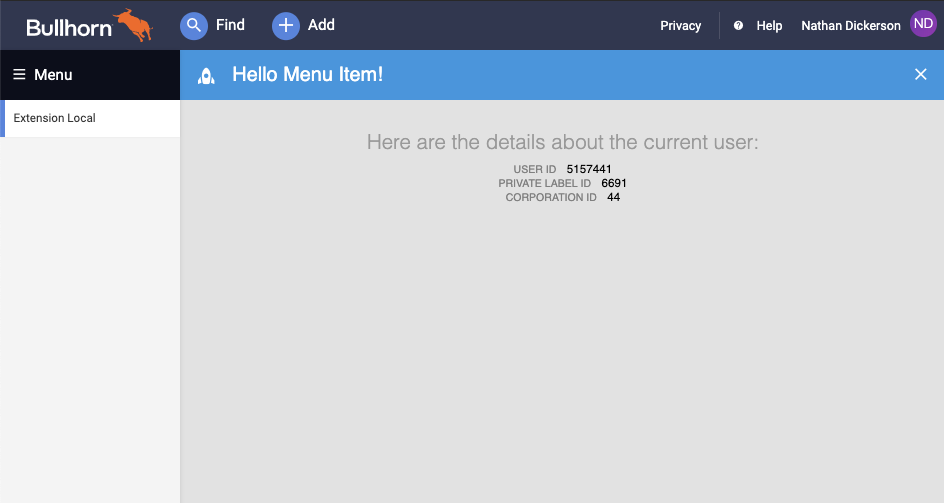 Bullhorn Find Add Privacy Help Nathan Dickerson ND
Menu Hello Menu Item!
Extension Local
Here are the details about the current user:
USER ID 5157441
PRIVATE LABEL ID 6691
CORPORATION ID 44